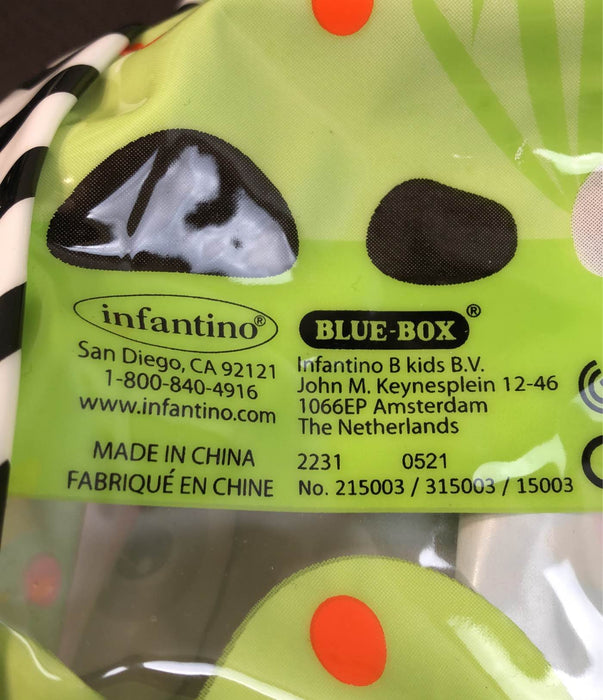 infantino®
San Diego, CA 92121
1-800-840-4916
www.infantino.com
MADE IN CHINA
FABRIQUÉ EN CHINE
BLUE-BOX®
Infantino B kids B.V.
John M. Keynesplein 12-46
1066EP Amsterdam
The Netherlands
2231 0521
No. 215003 / 315003 / 15003